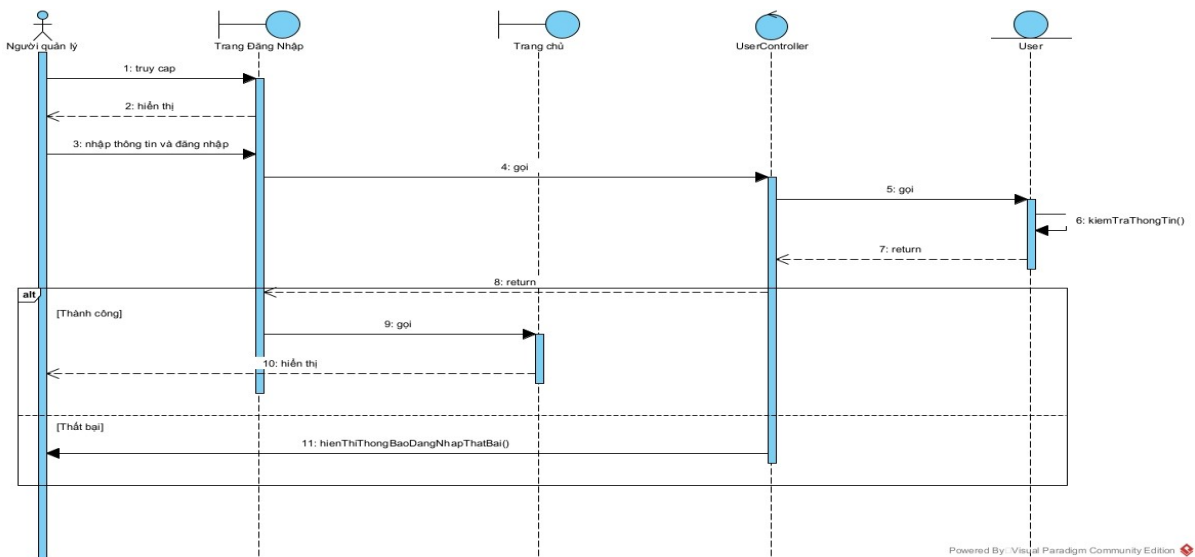 Người quản lý
Trang Đăng Nhập
Trang chủ
UserController
User
1: truy cap
2: hiển thị
3: nhập thông tin và đăng nhập
4: gọi
5: gọi
6: kiemTraThongTin()
7: return
8: return
alt
[Thành công]
9: gọi
10: hiển thị
[Thất bại]
11: hienThiThongBaoDangNhapThatBai()
Powered By: Visual Paradigm Community Edition